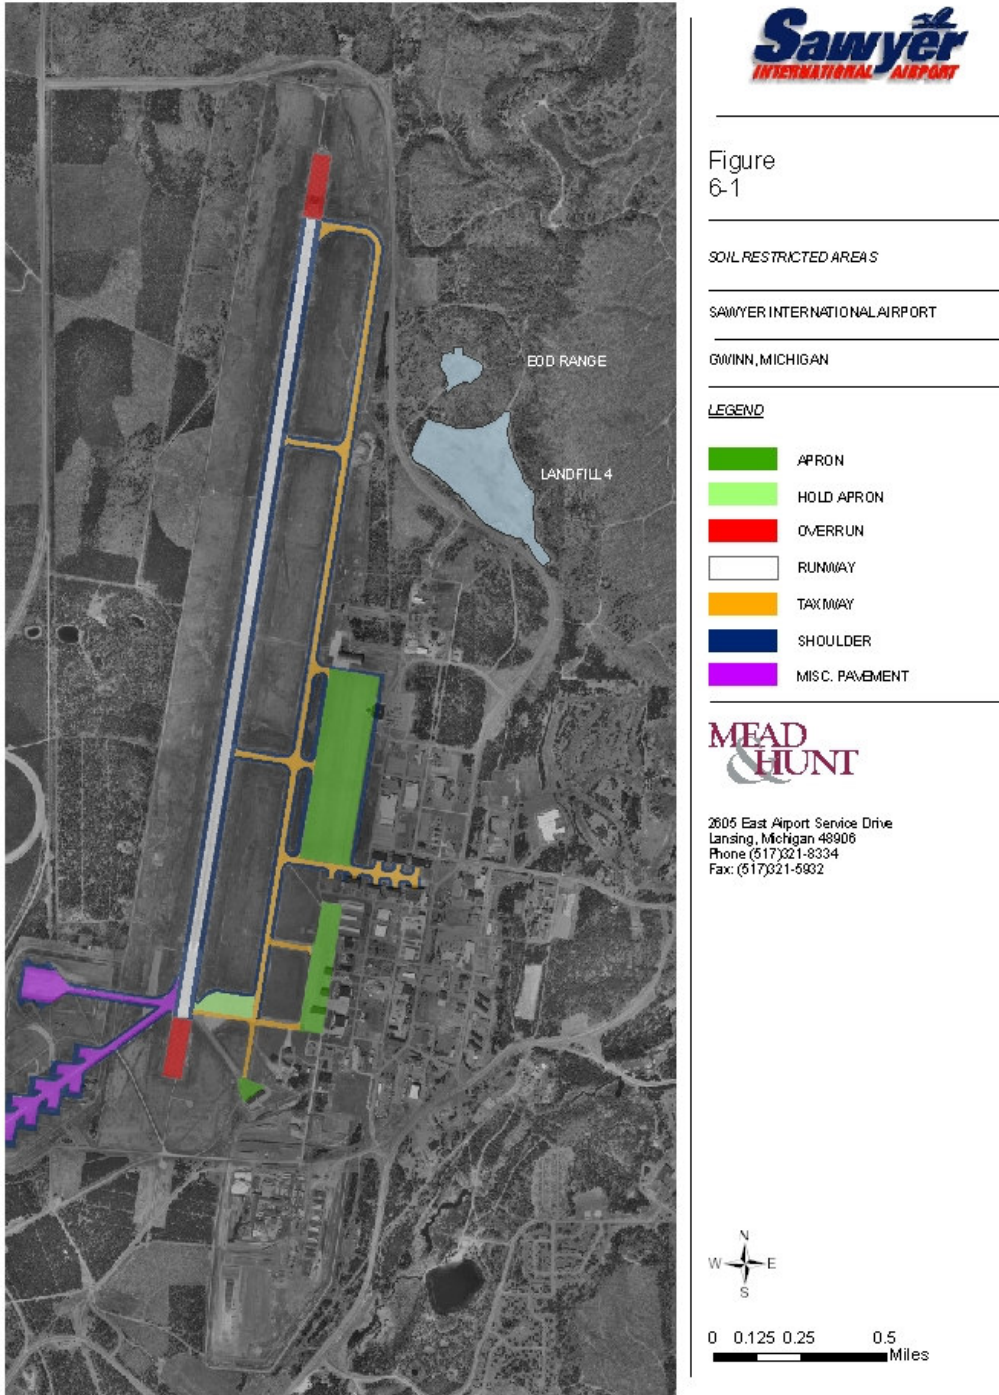 Sawyer
INTERNATIONAL AIRPORT
Figure
6-1
SOIL RESTRICTED AREAS
SAWYER INTERNATIONAL AIRPORT
GWINN, MICHIGAN
LEGEND
APRON
HOLD APRON
OVERRUN
RUNWAY
TAXIWAY
SHOULDER
MISC. PAVEMENT
MEAD
& HUNT
2605 East Airport Service Drive
Lansing, Michigan 48906
Phone (517)321-8334
Fax: (517)321-5932
EOD RANGE
LANDFILL 4
N
W E
S
0 0.125 0.25 0.5
Miles